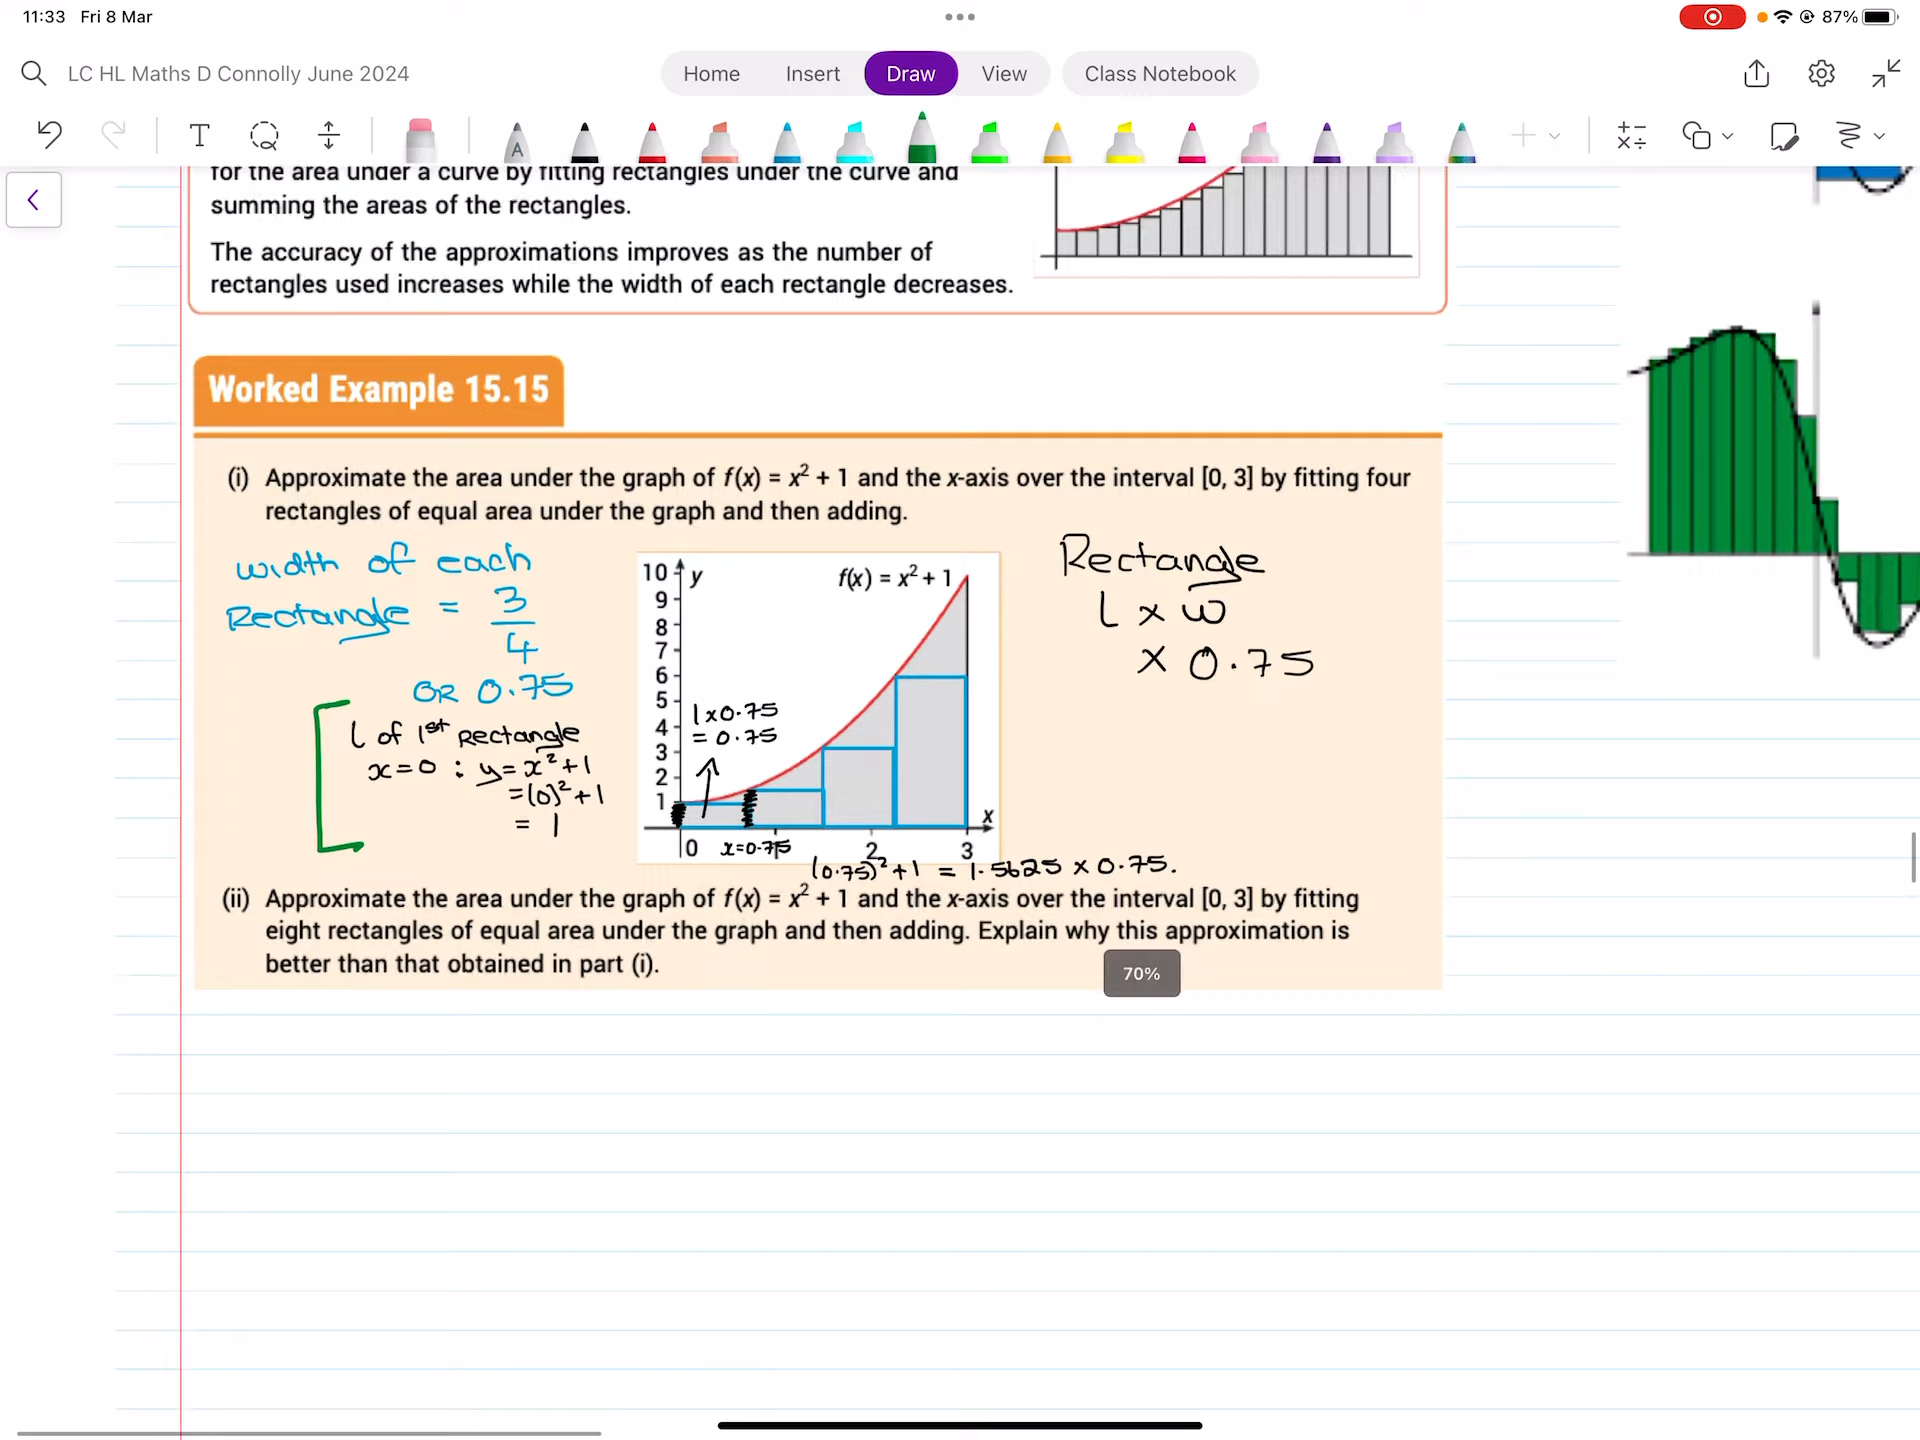 11:33 Fri 8 Mar
87%
LC HL Maths D Connolly June 2024
Home Insert Draw View Class Notebook
T A
for the area under a curve by fitting rectangles under the curve and
summing the areas of the rectangles.
The accuracy of the approximations improves as the number of
rectangles used increases while the width of each rectangle decreases.
Worked Example 15.15
(i) Approximate the area under the graph of f(x) = x² + 1 and the x-axis over the interval [0, 3] by fitting four
rectangles of equal area under the graph and then adding.
width of each
Rectangle = 3/4
OR 0.75
l of 1st Rectangle
x=0 : y=x²+1
=(0)²+1
= 1
10 y
9
8
7
6
5
4
3
2
1
f(x) = x² + 1
1x0.75
= 0.75
x
0 x=0.75 1 2 3
(0.75)²+1 = 1.5625 x 0.75.
Rectangle
l x w
x 0.75
(ii) Approximate the area under the graph of f(x) = x² + 1 and the x-axis over the interval [0, 3] by fitting
eight rectangles of equal area under the graph and then adding. Explain why this approximation is
better than that obtained in part (i).
70%